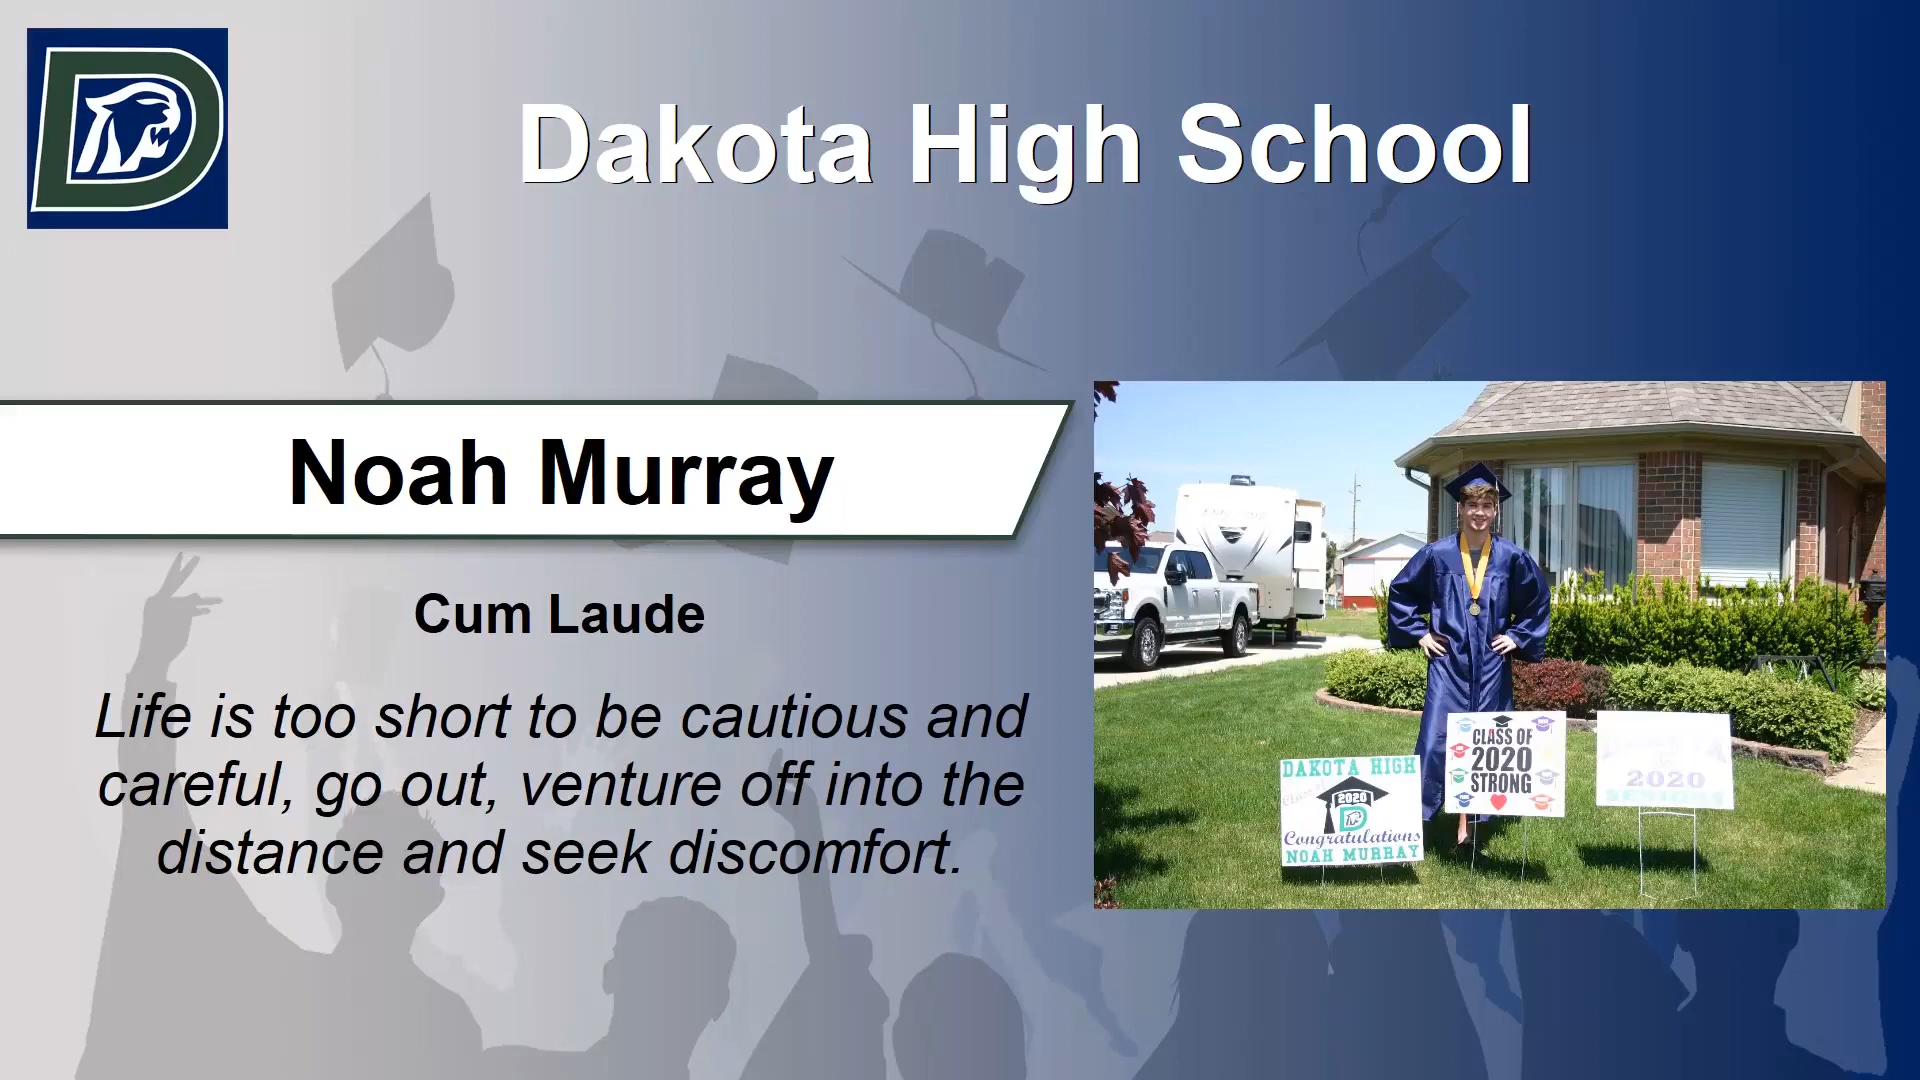 Dakota High School
Noah Murray
Cum Laude
Life is too short to be cautious and
careful, go out, venture off into the
distance and seek discomfort.
DAKOTA HIGH
2020
Congratulations
NOAH MURRAY
CLASS OF
2020
STRONG
2020
SENIORS